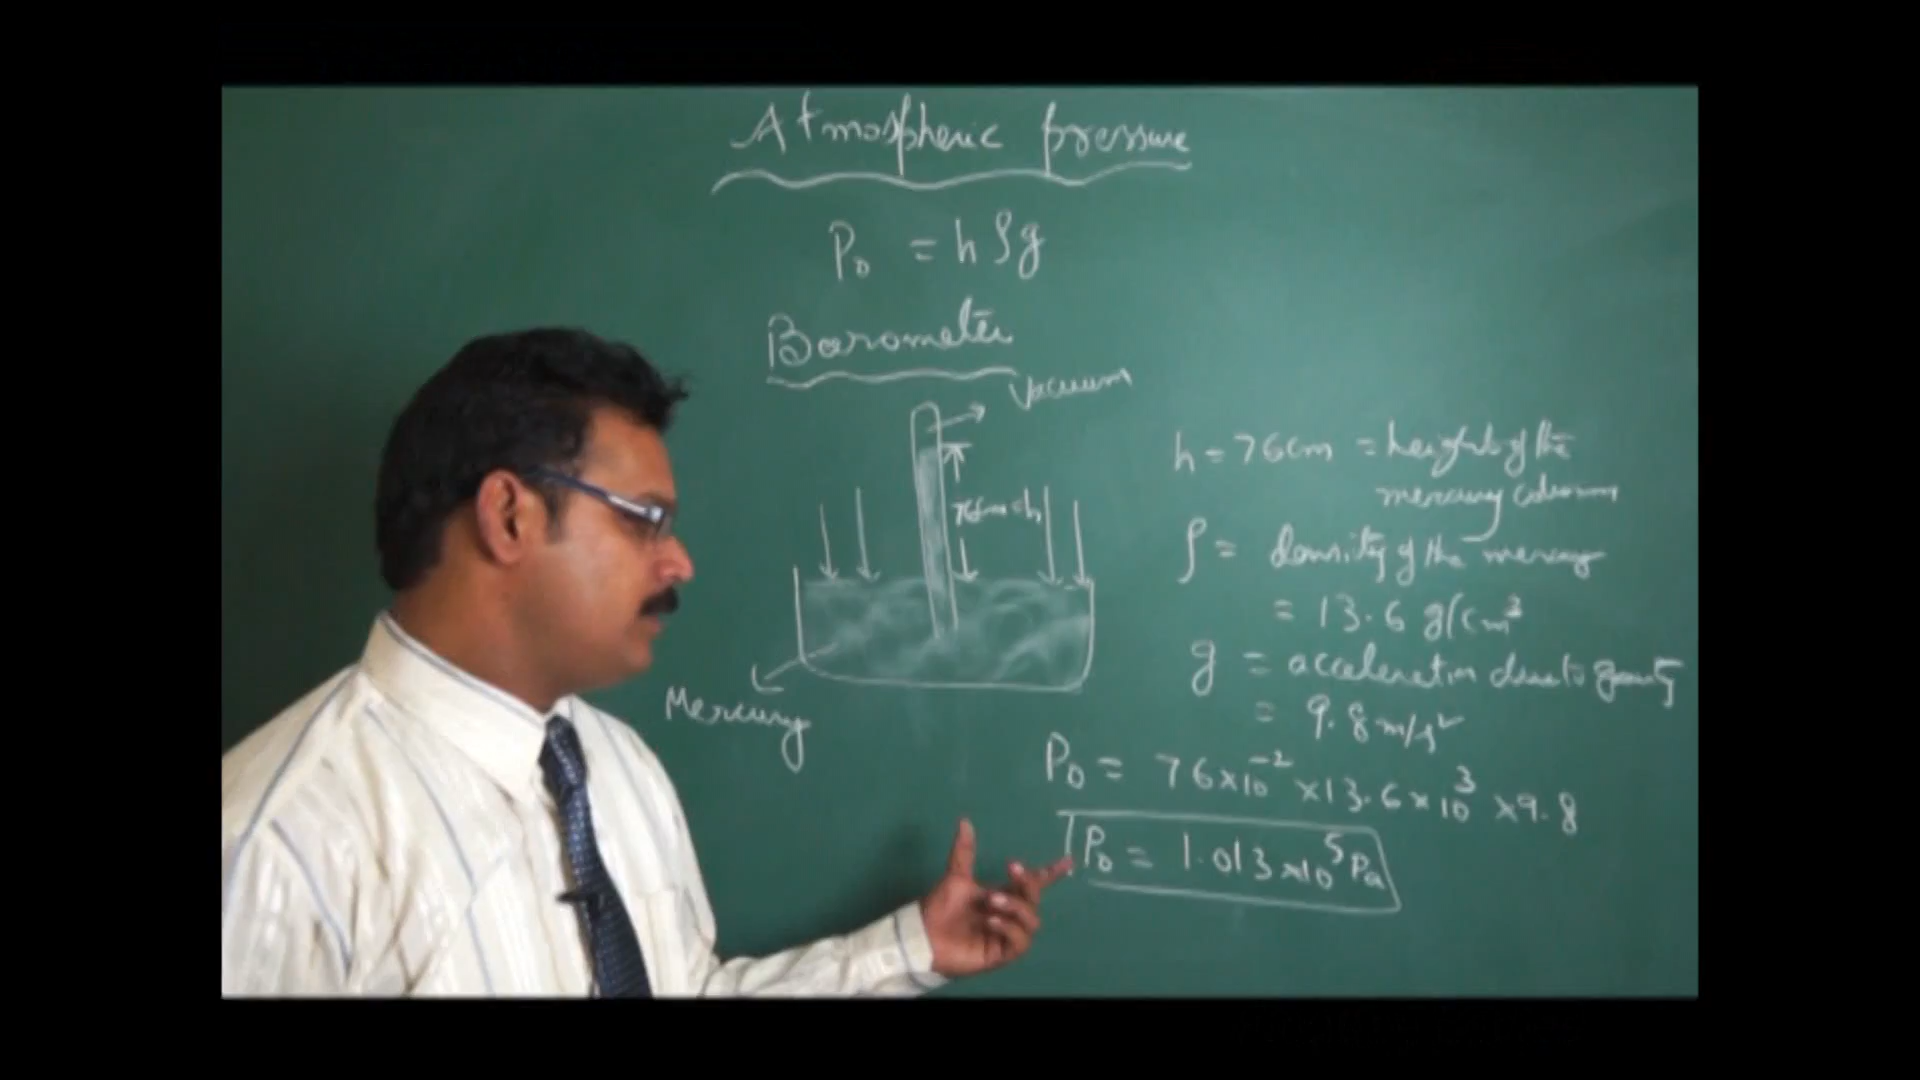 Atmospheric pressure
P₀ = hρg
Barometer
Vacuum
76cm=h
Mercury
h = 76cm = height of the
mercury column
ρ = density of the mercury
= 13.6 g/cm³
g = acceleration due to gravity
= 9.8 m/s²
P₀ = 76×10⁻² ×13.6×10³ ×9.8
P₀ = 1.013×10⁵ Pa